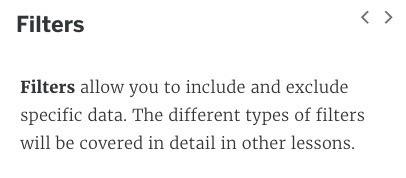 Filters
Filters allow you to include and exclude
specific data. The different types of filters
will be covered in detail in other lessons.